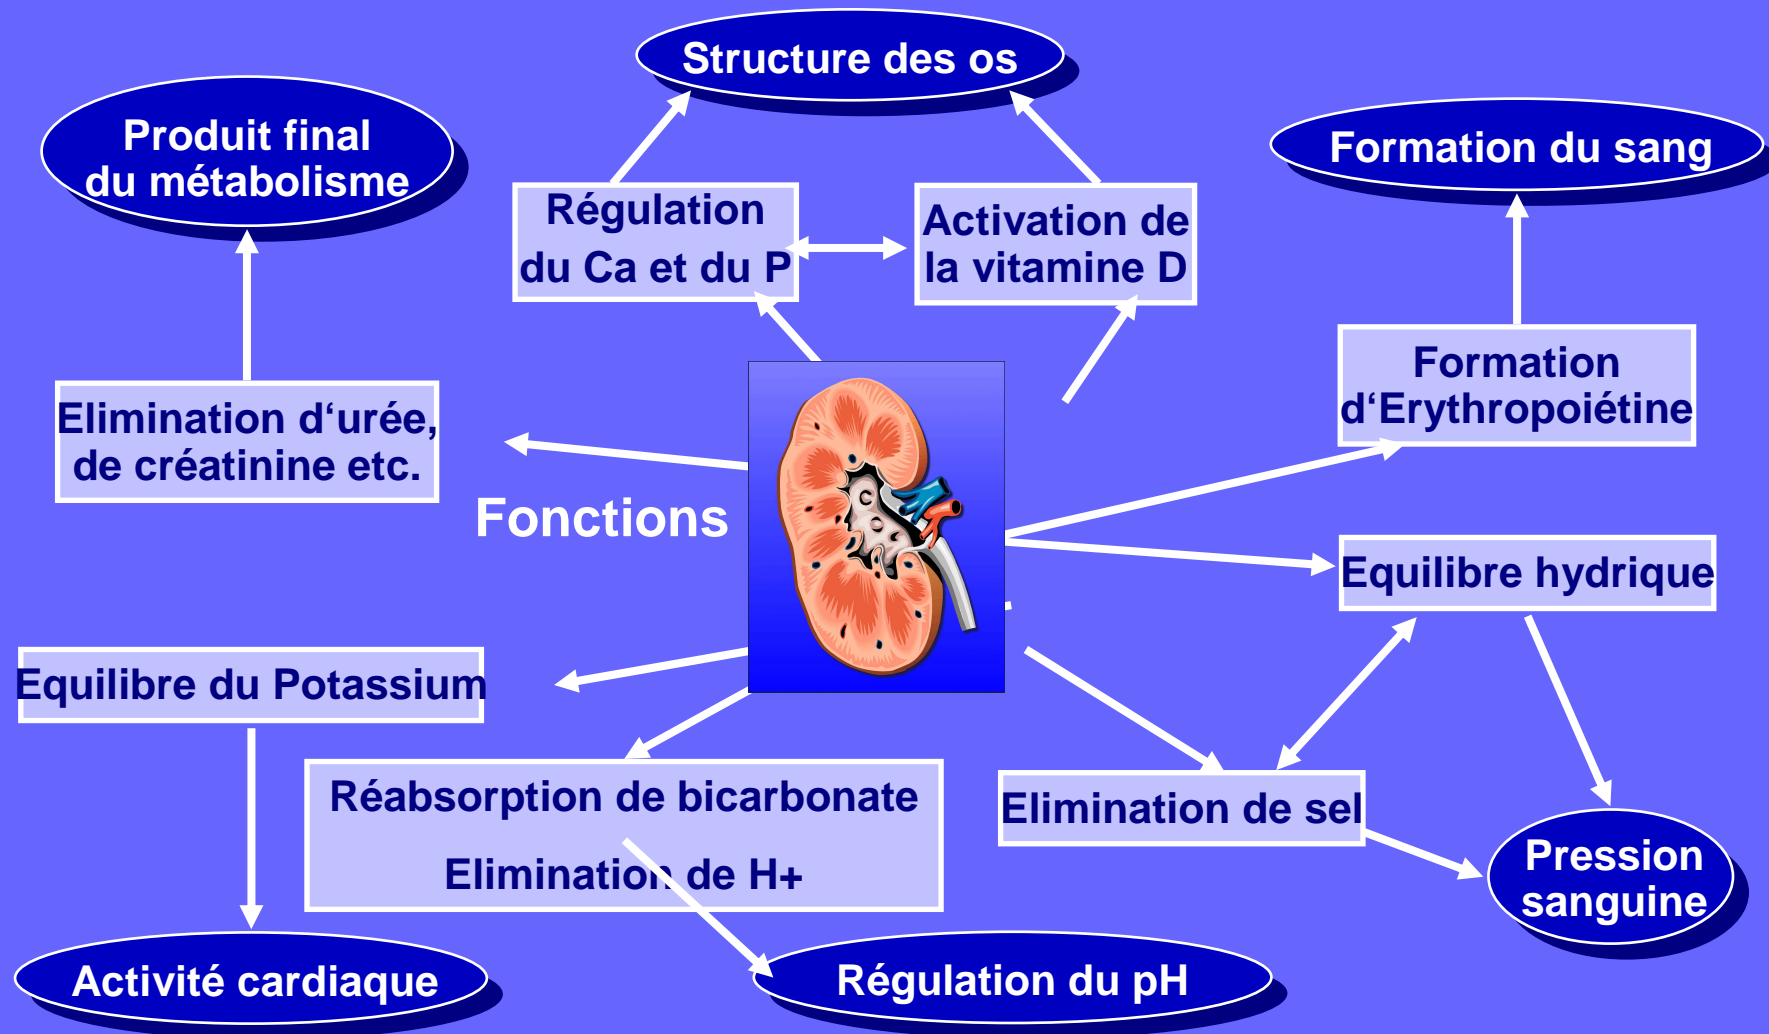 Structure des os
Produit final
du métabolisme
Formation du sang
Régulation
du Ca et du P
Activation de
la vitamine D
Formation
d‘Erythropoiétine
Elimination d‘urée,
de créatinine etc.
Fonctions
Equilibre hydrique
Equilibre du Potassium
Réabsorption de bicarbonate
Elimination de H+
Elimination de sel
Pression
sanguine
Activité cardiaque
Régulation du pH